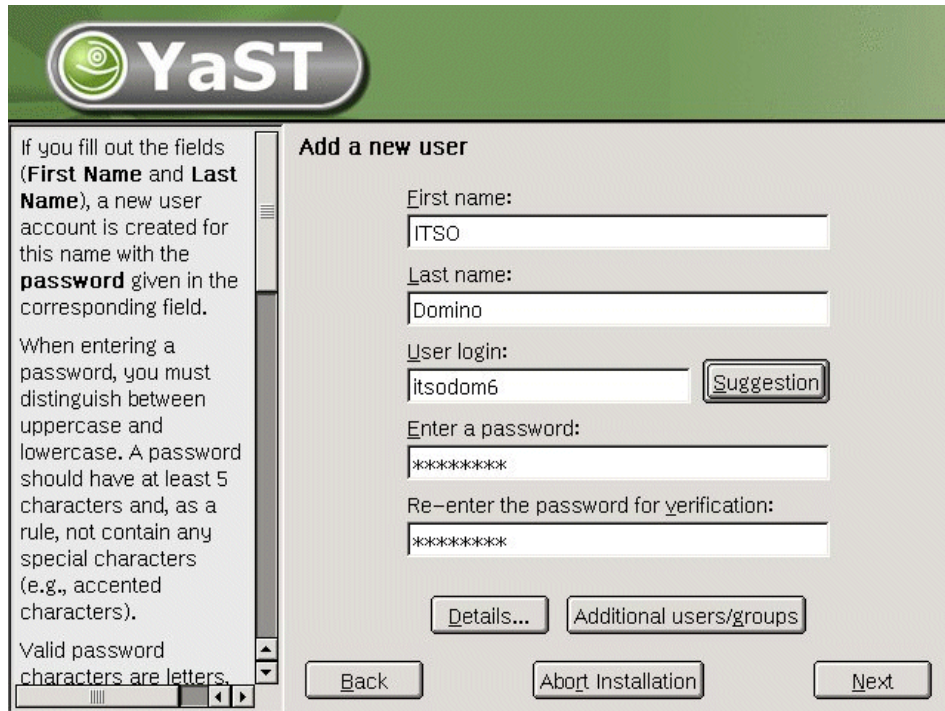 YaST
If you fill out the fields
(First Name and Last
Name), a new user
account is created for
this name with the
password given in the
corresponding field.
When entering a
password, you must
distinguish between
uppercase and
lowercase. A password
should have at least 5
characters and, as a
rule, not contain any
special characters
(e.g., accented
characters).
Valid password
characters are letters,
Add a new user
First name:
ITSO
Last name:
Domino
User login:
itsodom6
Suggestion
Enter a password:
********
Re-enter the password for verification:
********
Details...
Additional users/groups
Back
Abort Installation
Next